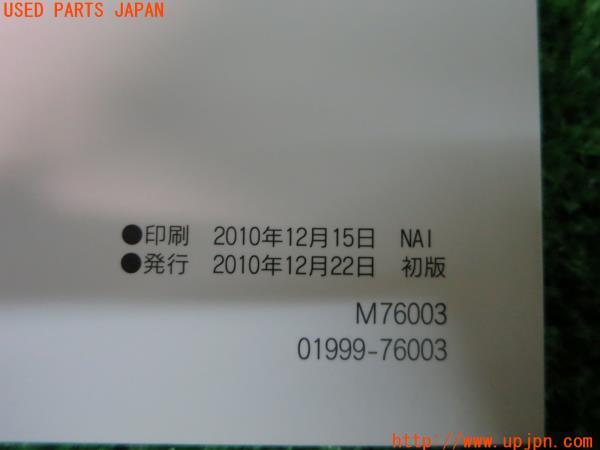 USED PARTS JAPAN
●印刷 2010年12月15日 NAI
●発行 2010年12月22日 初版
M76003
01999-76003
http://www.upjpn.com/